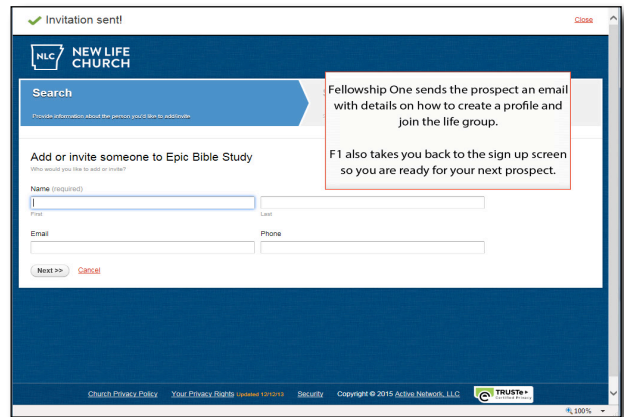 Invitation sent!
Close
NLC NEW LIFE
CHURCH
Search
Provide information about the person you'd like to add/invite
Fellowship One sends the prospect an email
with details on how to create a profile and
join the life group.
F1 also takes you back to the sign up screen
so you are ready for your next prospect.
Add or invite someone to Epic Bible Study
Who would you like to add or invite?
Name (required)
First
Last
Email
Phone
Next >>
Cancel
Church Privacy Policy
Your Privacy Rights Updated 12/12/13
Security
Copyright © 2015 Active Network, LLC
TRUSTe
Certified Privacy
100%